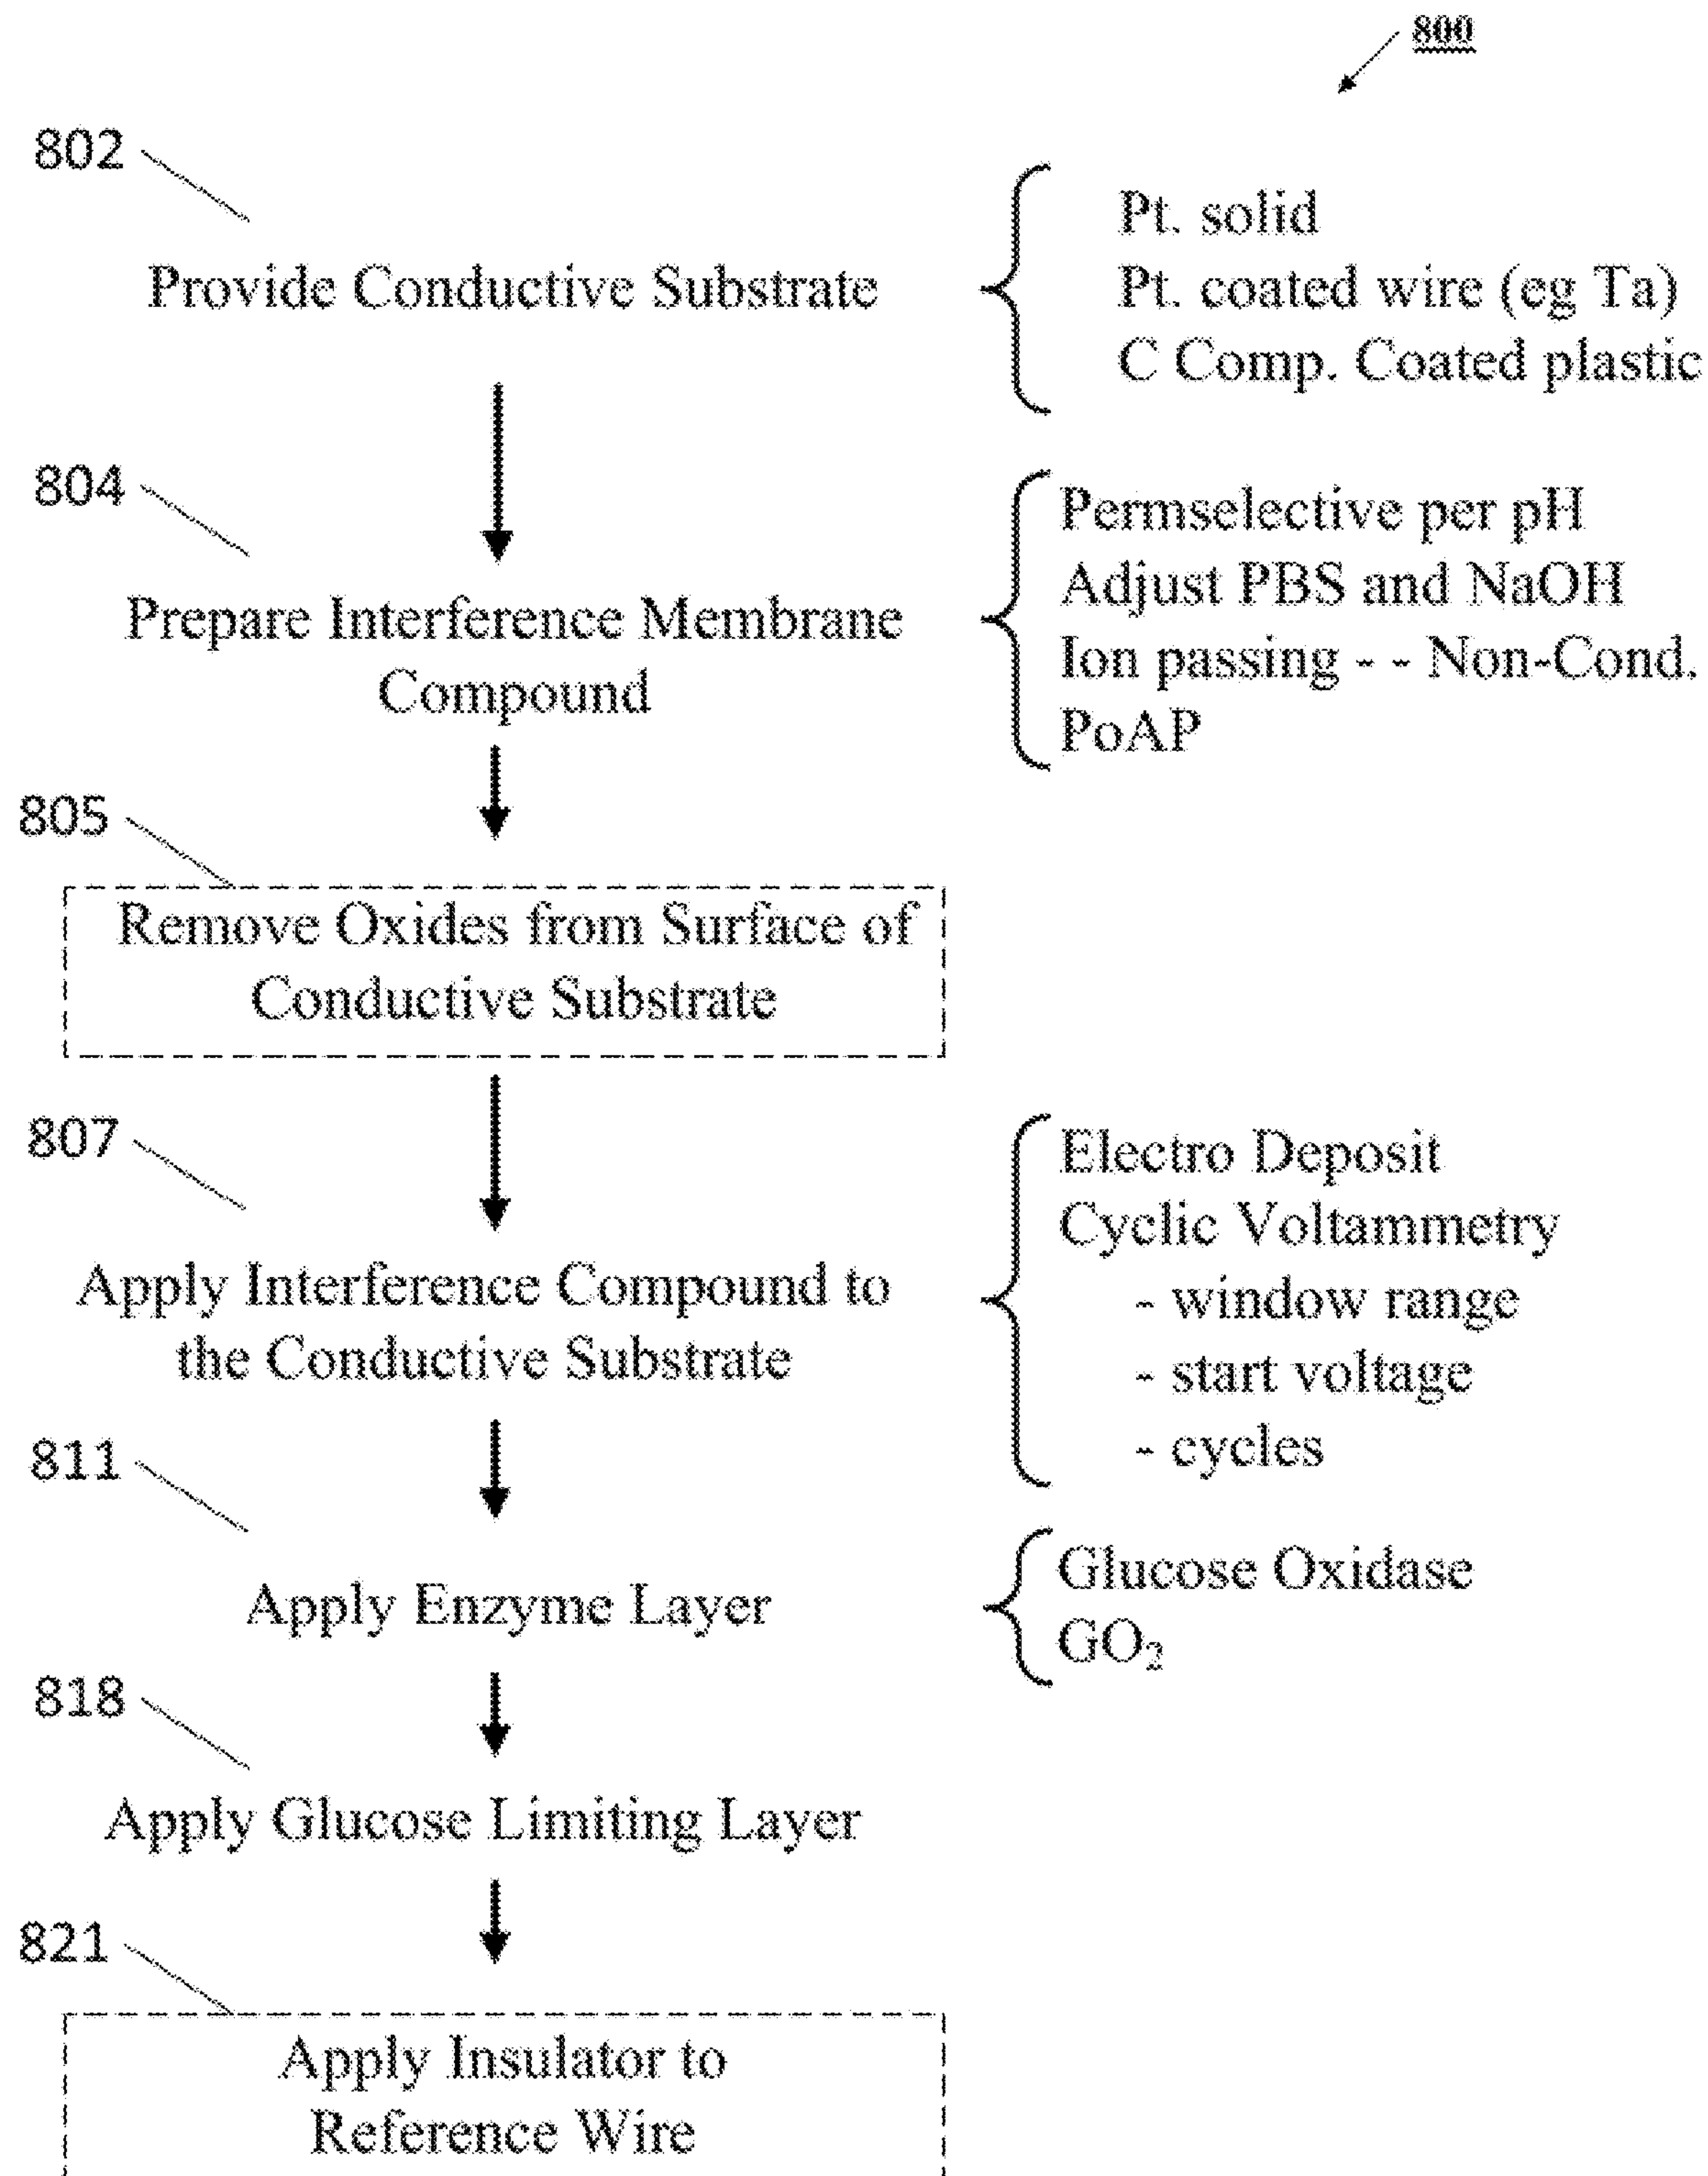 800
802
Provide Conductive Substrate
Pt. solid
Pt. coated wire (eg Ta)
C Comp. Coated plastic
804
Prepare Interference Membrane
Compound
Permselective per pH
Adjust PBS and NaOH
Ion passing - - Non-Cond.
PoAP
805
Remove Oxides from Surface of
Conductive Substrate
807
Apply Interference Compound to
the Conductive Substrate
Electro Deposit
Cyclic Voltammetry
- window range
- start voltage
- cycles
811
Apply Enzyme Layer
Glucose Oxidase
GO₂
818
Apply Glucose Limiting Layer
821
Apply Insulator to
Reference Wire